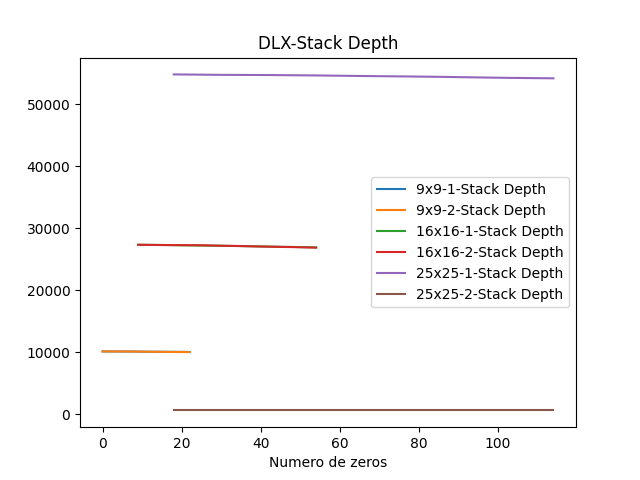 DLX-Stack Depth
50000
40000
30000
20000
10000
0
9x9-1-Stack Depth
9x9-2-Stack Depth
16x16-1-Stack Depth
16x16-2-Stack Depth
25x25-1-Stack Depth
25x25-2-Stack Depth
0 20 40 60 80 100
Numero de zeros